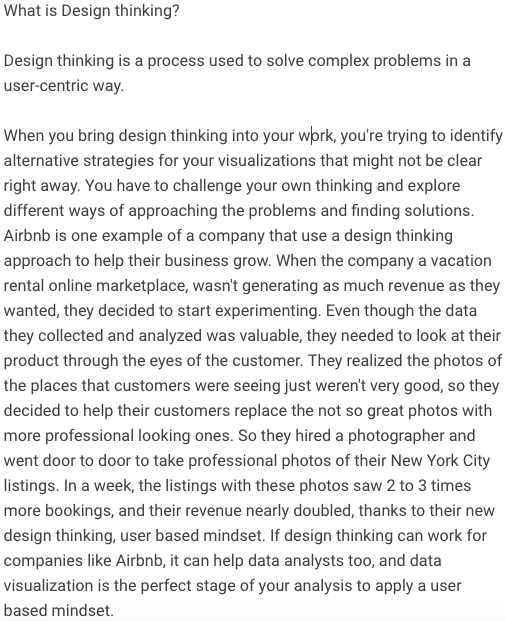 What is Design thinking?
Design thinking is a process used to solve complex problems in a
user-centric way.
When you bring design thinking into your work, you're trying to identify
alternative strategies for your visualizations that might not be clear
right away. You have to challenge your own thinking and explore
different ways of approaching the problems and finding solutions.
Airbnb is one example of a company that use a design thinking
approach to help their business grow. When the company a vacation
rental online marketplace, wasn't generating as much revenue as they
wanted, they decided to start experimenting. Even though the data
they collected and analyzed was valuable, they needed to look at their
product through the eyes of the customer. They realized the photos of
the places that customers were seeing just weren't very good, so they
decided to help their customers replace the not so great photos with
more professional looking ones. So they hired a photographer and
went door to door to take professional photos of their New York City
listings. In a week, the listings with these photos saw 2 to 3 times
more bookings, and their revenue nearly doubled, thanks to their new
design thinking, user based mindset. If design thinking can work for
companies like Airbnb, it can help data analysts too, and data
visualization is the perfect stage of your analysis to apply a user
based mindset.